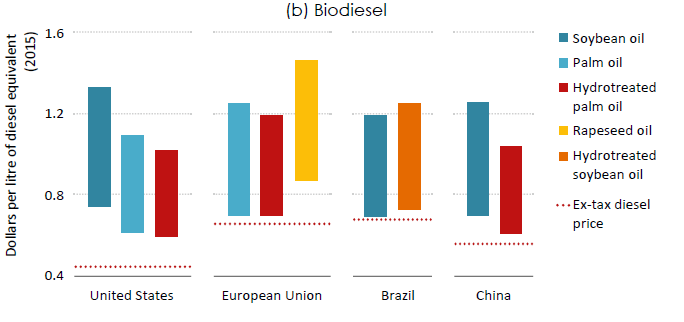 (b) Biodiesel
Dollars per litre of diesel equivalent
(2015)
1.6
1.2
0.8
0.4
United States
European Union
Brazil
China
Soybean oil
Palm oil
Hydrotreated
palm oil
Rapeseed oil
Hydrotreated
soybean oil
Ex-tax diesel
price